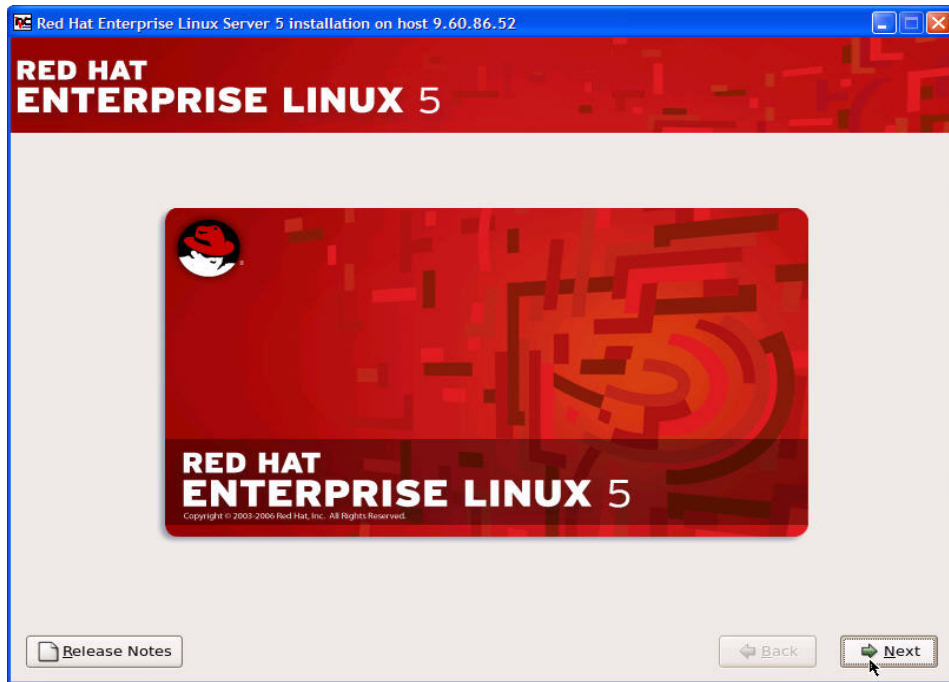 Red Hat Enterprise Linux Server 5 installation on host 9.60.86.52
RED HAT
ENTERPRISE LINUX 5
RED HAT
ENTERPRISE LINUX 5
Copyright © 2003-2006 Red Hat, Inc. All Rights Reserved.
Release Notes
Back
Next